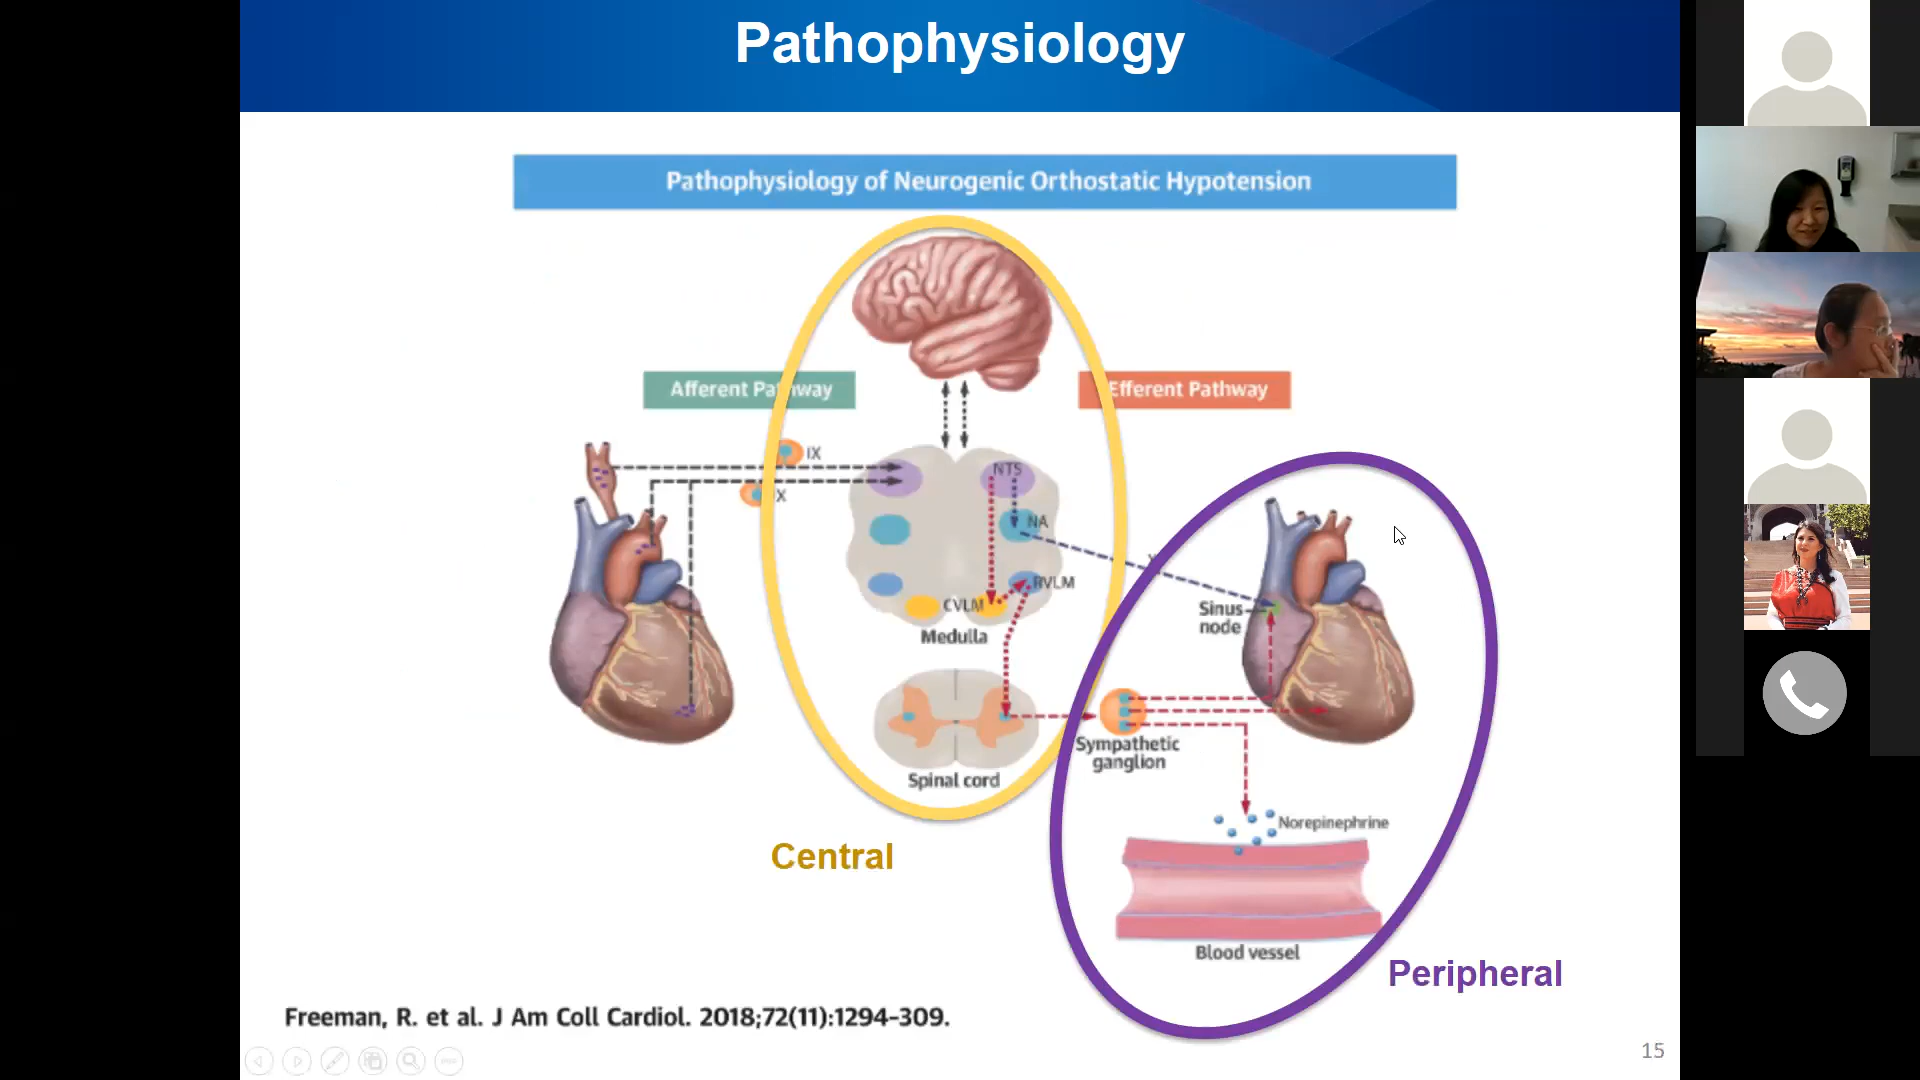 Pathophysiology
Pathophysiology of Neurogenic Orthostatic Hypotension
Afferent Pathway
Efferent Pathway
IX
X
NTS
NA
RVLM
CVLM
Medulla
Sinus
node
Sympathetic
ganglion
Spinal cord
Norepinephrine
Central
Blood vessel
Peripheral
Freeman, R. et al. J Am Coll Cardiol. 2018;72(11):1294-309.
15